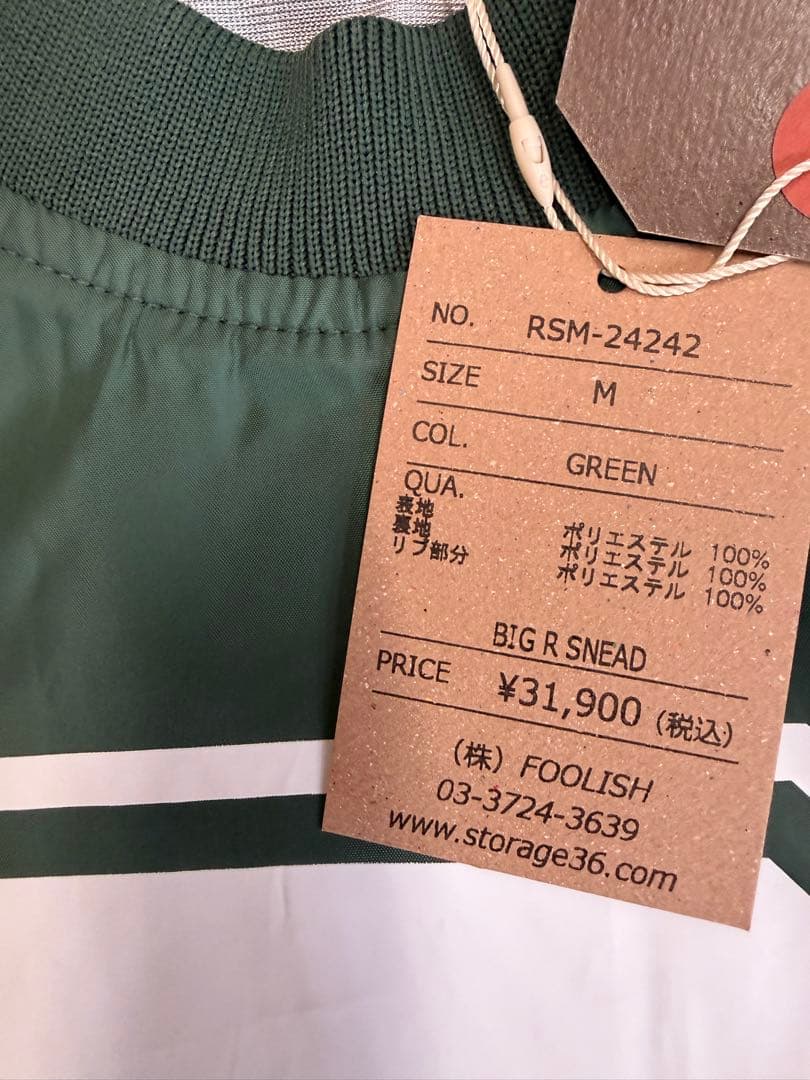 NO. RSM-24242
SIZE M
COL. GREEN
QUA.
表地 ポリエステル 100%
裏地 ポリエステル 100%
リブ部分 ポリエステル 100%
BIG R SNEAD
PRICE ¥31,900 (税込)
(株) FOOLISH
03-3724-3639
www.storage36.com